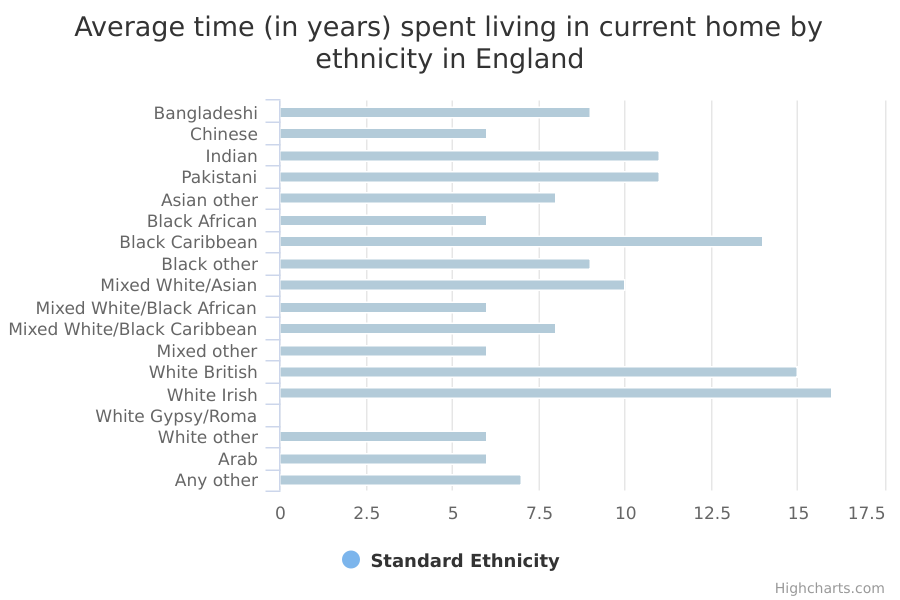 Average time (in years) spent living in current home by
ethnicity in England
Bangladeshi
Chinese
Indian
Pakistani
Asian other
Black African
Black Caribbean
Black other
Mixed White/Asian
Mixed White/Black African
Mixed White/Black Caribbean
Mixed other
White British
White Irish
White Gypsy/Roma
White other
Arab
Any other
0 2.5 5 7.5 10 12.5 15 17.5
Standard Ethnicity
Highcharts.com